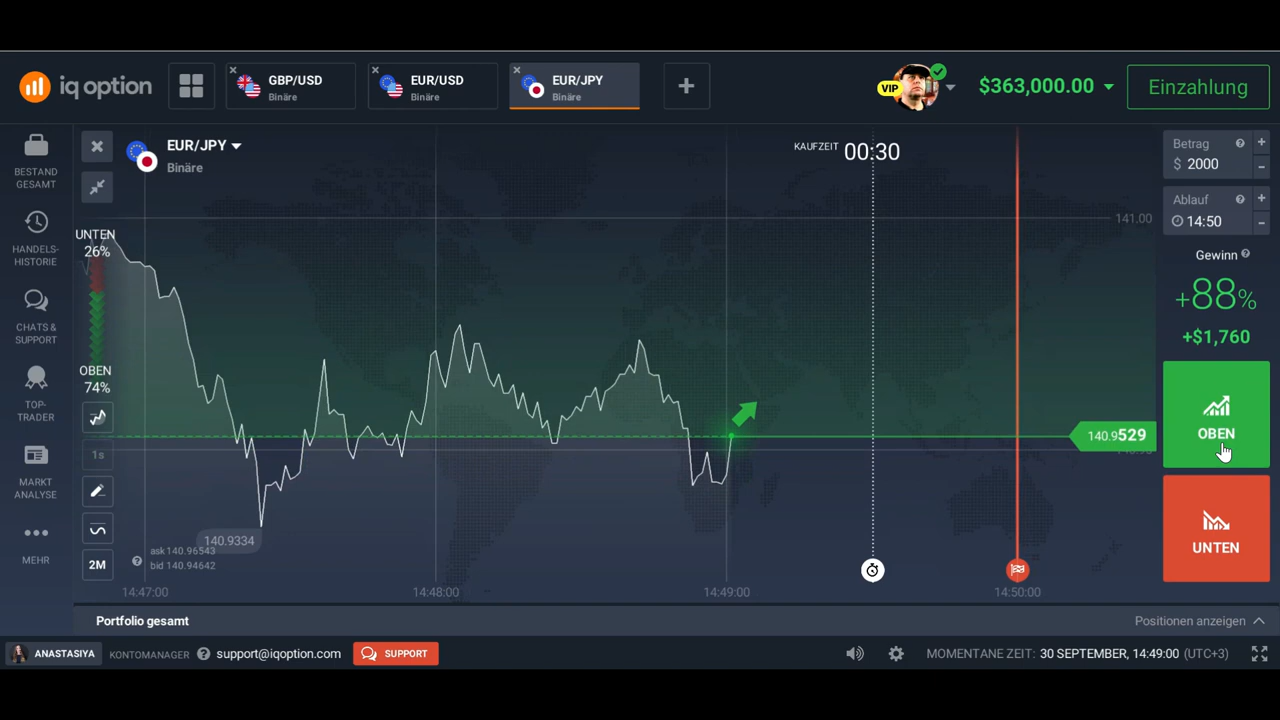 iq option
GBP/USD
Binäre
EUR/USD
Binäre
EUR/JPY
Binäre
VIP
$363,000.00
Einzahlung
BESTAND
GESAMT
HANDELS-
HISTORIE
CHATS &
SUPPORT
TOP-
TRADER
MARKT
ANALYSE
MEHR
EUR/JPY
Binäre
UNTEN
26%
OBEN
74%
1s
2M
KAUFZEIT 00:30
141.00
140.9529
140.9334
ask 140.96543
bid 140.94642
14:47:00
14:48:00
14:49:00
14:50:00
Betrag
$ 2000
Ablauf
14:50
Gewinn
+88%
+$1,760
OBEN
UNTEN
Portfolio gesamt
Positionen anzeigen
ANASTASIYA
KONTOMANAGER
support@iqoption.com
SUPPORT
MOMENTANE ZEIT: 30 SEPTEMBER, 14:49:00 (UTC+3)